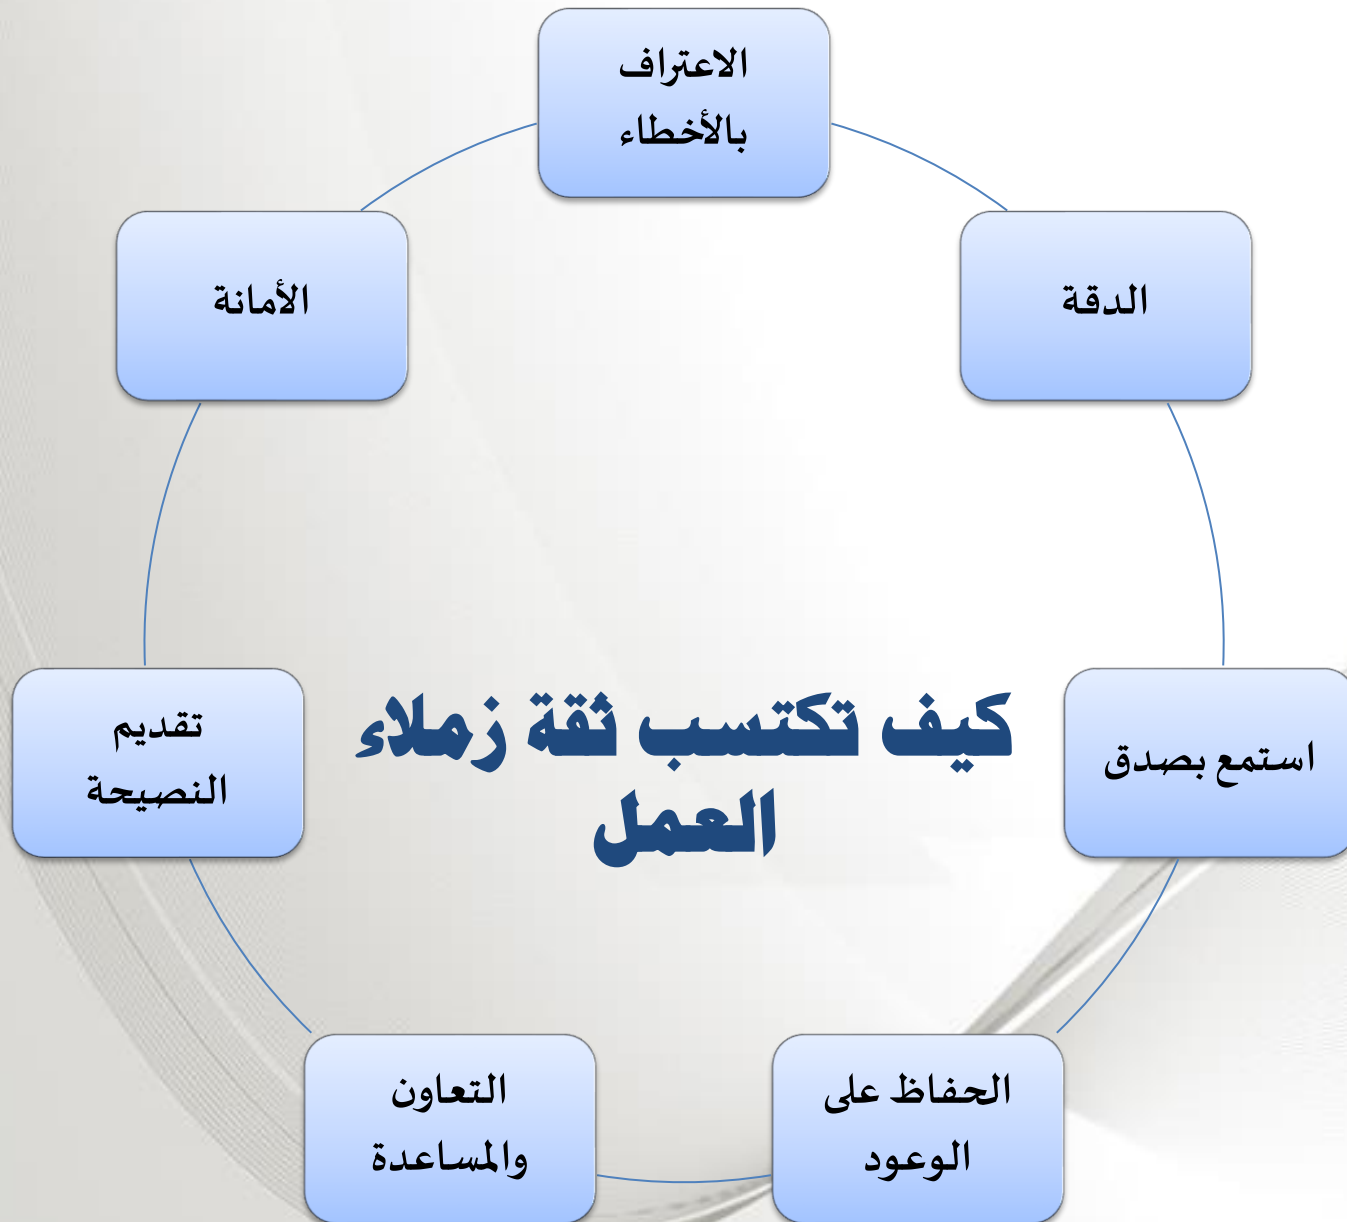 الاعتراف
بالأخطاء
الدقة
الأمانة
استمع بصدق
كيف تكتسب ثقة زملاء
العمل
تقديم
النصيحة
الحفاظ على
الوعود
التعاون
والمساعدة